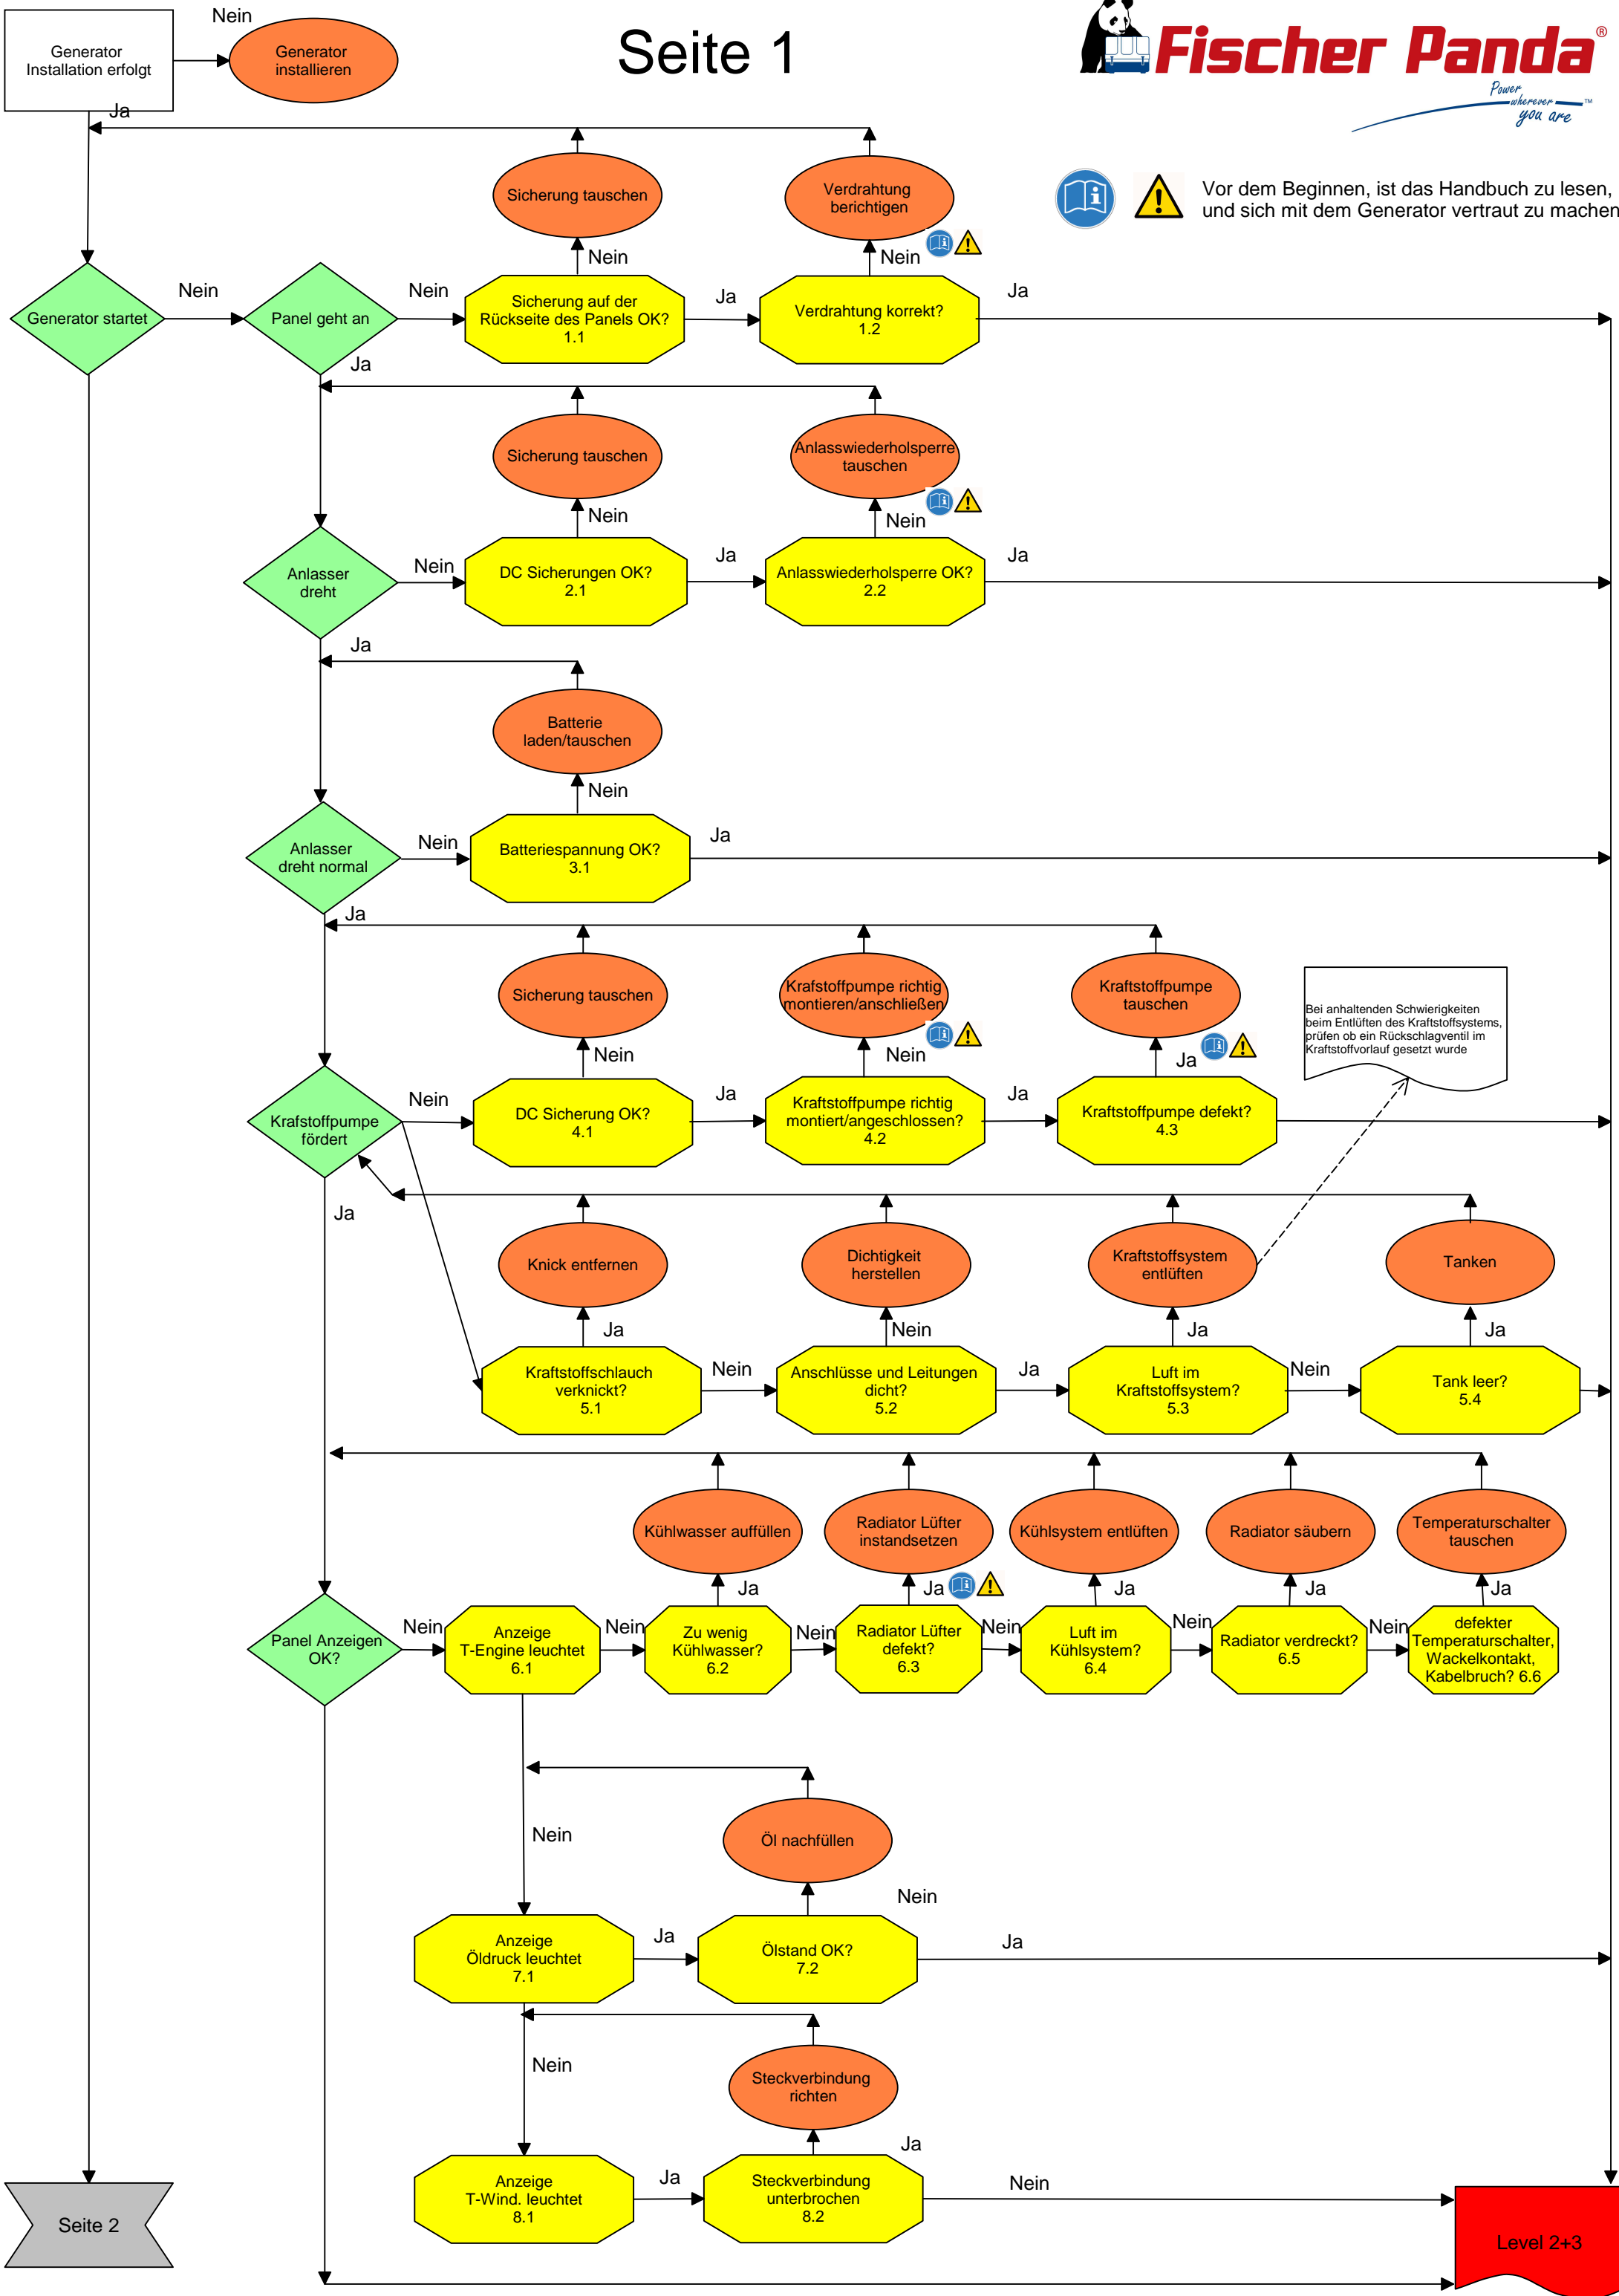 Seite 1
Fischer Panda®
Power
wherever
you are
™
Vor dem Beginnen, ist das Handbuch zu lesen,
und sich mit dem Generator vertraut zu machen
Generator
Installation erfolgt
Nein
Generator
installieren
Ja
Sicherung tauschen
Verdrahtung
berichtigen
Nein
Nein
Generator startet
Nein
Panel geht an
Nein
Sicherung auf der
Rückseite des Panels OK?
1.1
Ja
Verdrahtung korrekt?
1.2
Ja
Ja
Sicherung tauschen
Anlasswiederholsperre
tauschen
Nein
Nein
Anlasser
dreht
Nein
DC Sicherungen OK?
2.1
Ja
Anlasswiederholsperre OK?
2.2
Ja
Ja
Batterie
laden/tauschen
Nein
Anlasser
dreht normal
Nein
Batteriespannung OK?
3.1
Ja
Ja
Sicherung tauschen
Krafstoffpumpe richtig
montieren/anschließen
Kraftstoffpumpe
tauschen
Bei anhaltenden Schwierigkeiten
beim Entlüften des Kraftstoffsystems,
prüfen ob ein Rückschlagventil im
Kraftstoffvorlauf gesetzt wurde
Nein
Nein
Ja
Krafstoffpumpe
fördert
Nein
DC Sicherung OK?
4.1
Ja
Kraftstoffpumpe richtig
montiert/angeschlossen?
4.2
Ja
Kraftstoffpumpe defekt?
4.3
Ja
Knick entfernen
Dichtigkeit
herstellen
Kraftstoffsystem
entlüften
Tanken
Ja
Nein
Ja
Ja
Kraftstoffschlauch
verknickt?
5.1
Nein
Anschlüsse und Leitungen
dicht?
5.2
Ja
Luft im
Kraftstoffsystem?
5.3
Nein
Tank leer?
5.4
Kühlwasser auffüllen
Radiator Lüfter
instandsetzen
Kühlsystem entlüften
Radiator säubern
Temperaturschalter
tauschen
Ja
Ja
Ja
Ja
Ja
Panel Anzeigen
OK?
Nein
Anzeige
T-Engine leuchtet
6.1
Nein
Zu wenig
Kühlwasser?
6.2
Nein
Radiator Lüfter
defekt?
6.3
Nein
Luft im
Kühlsystem?
6.4
Nein
Radiator verdreckt?
6.5
Nein
defekter
Temperaturschalter,
Wackelkontakt,
Kabelbruch? 6.6
Nein
Öl nachfüllen
Nein
Anzeige
Öldruck leuchtet
7.1
Ja
Ölstand OK?
7.2
Ja
Nein
Steckverbindung
richten
Ja
Anzeige
T-Wind. leuchtet
8.1
Ja
Steckverbindung
unterbrochen
8.2
Nein
Seite 2
Level 2+3